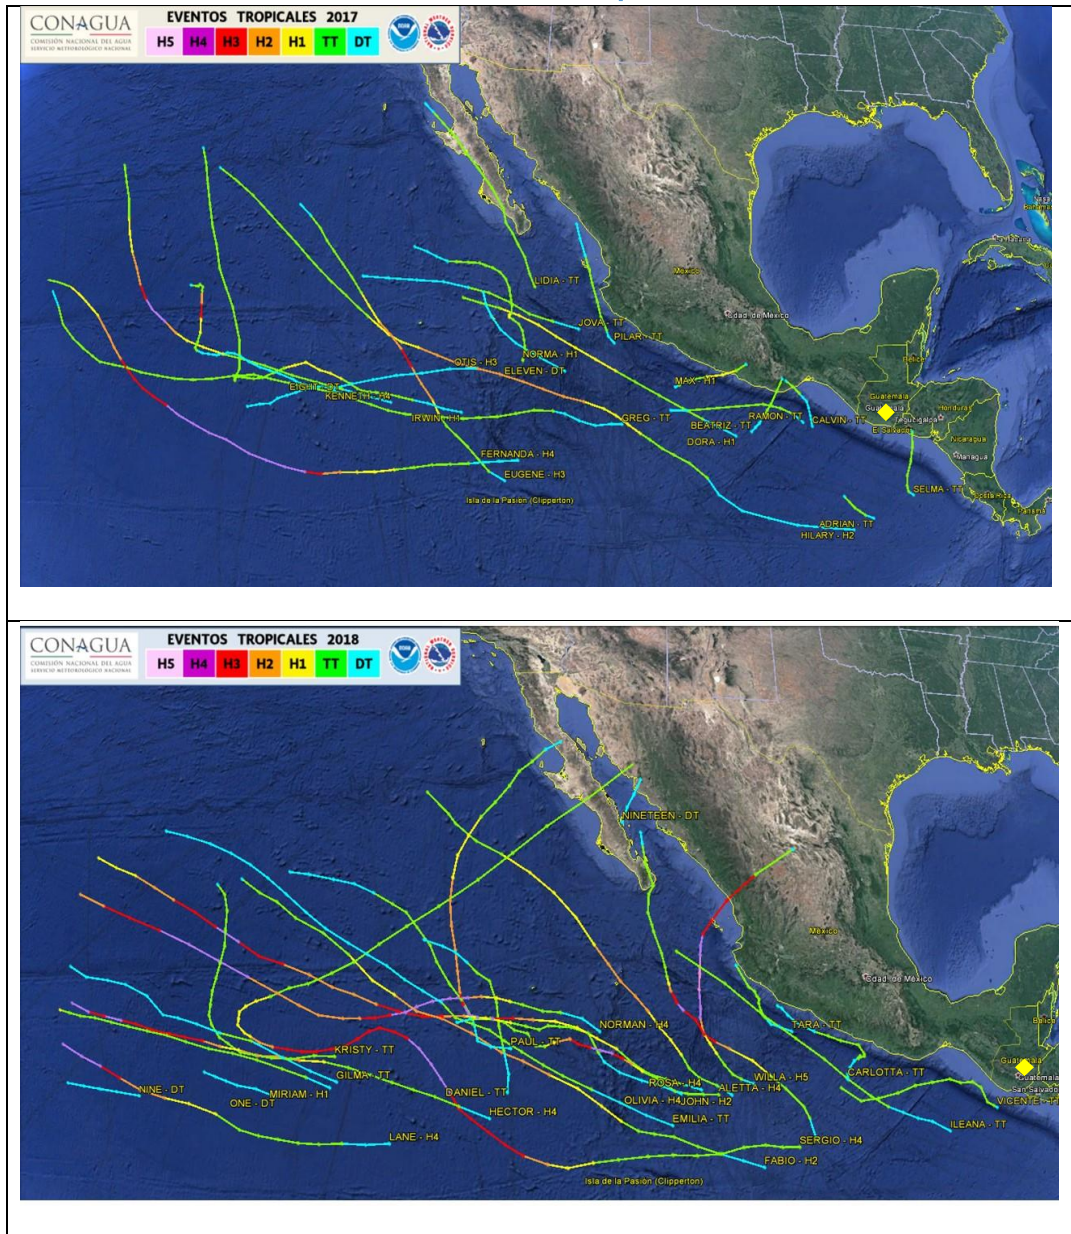 CONAGUA
COMISIÓN NACIONAL DEL AGUA
SERVICIO METEOROLÓGICO NACIONAL
EVENTOS TROPICALES 2017
H5 H4 H3 H2 H1 TT DT
LIDIA - TT
México
Cdad. de México
JOVA - TT
PILAR - TT
NORMA - H1
OTIS - H3
ELEVEN - DT
MAX - H1
EIGHT - DT
KENNETH - H4
IRWIN - H1
GREG - TT
BEATRIZ - TT
RAMON - TT
CALVIN - TT
DORA - H1
Belice
Guatemala
Guatemala
Honduras
Tegucigalpa
El Salvador
Nicaragua
Managua
FERNANDA - H4
EUGENE - H3
Isla de la Pasión (Clipperton)
SELMA - TT
Costa Rica
Panamá
ADRIAN - TT
HILARY - H2
La Habana
CONAGUA
COMISIÓN NACIONAL DEL AGUA
SERVICIO METEOROLÓGICO NACIONAL
EVENTOS TROPICALES 2018
H5 H4 H3 H2 H1 TT DT
NINETEEN - DT
México
Cdad. de México
NORMAN - H4
TARA - TT
PAUL - TT
KRISTY - TT
GILMA - TT
Belice
Guatemala
Guatemala
San Salvador
NINE - DT
ONE - DT
MIRIAM - H1
DANIEL - TT
ROSA - H4
ALETTA - H4
WILLA - H5
CARLOTTA - TT
OLIVIA - H4
JOHN - H2
VICENTE - TT
HECTOR - H4
EMILIA - TT
ILEANA - TT
LANE - H4
SERGIO - H4
FABIO - H2
Isla de la Pasión (Clipperton)